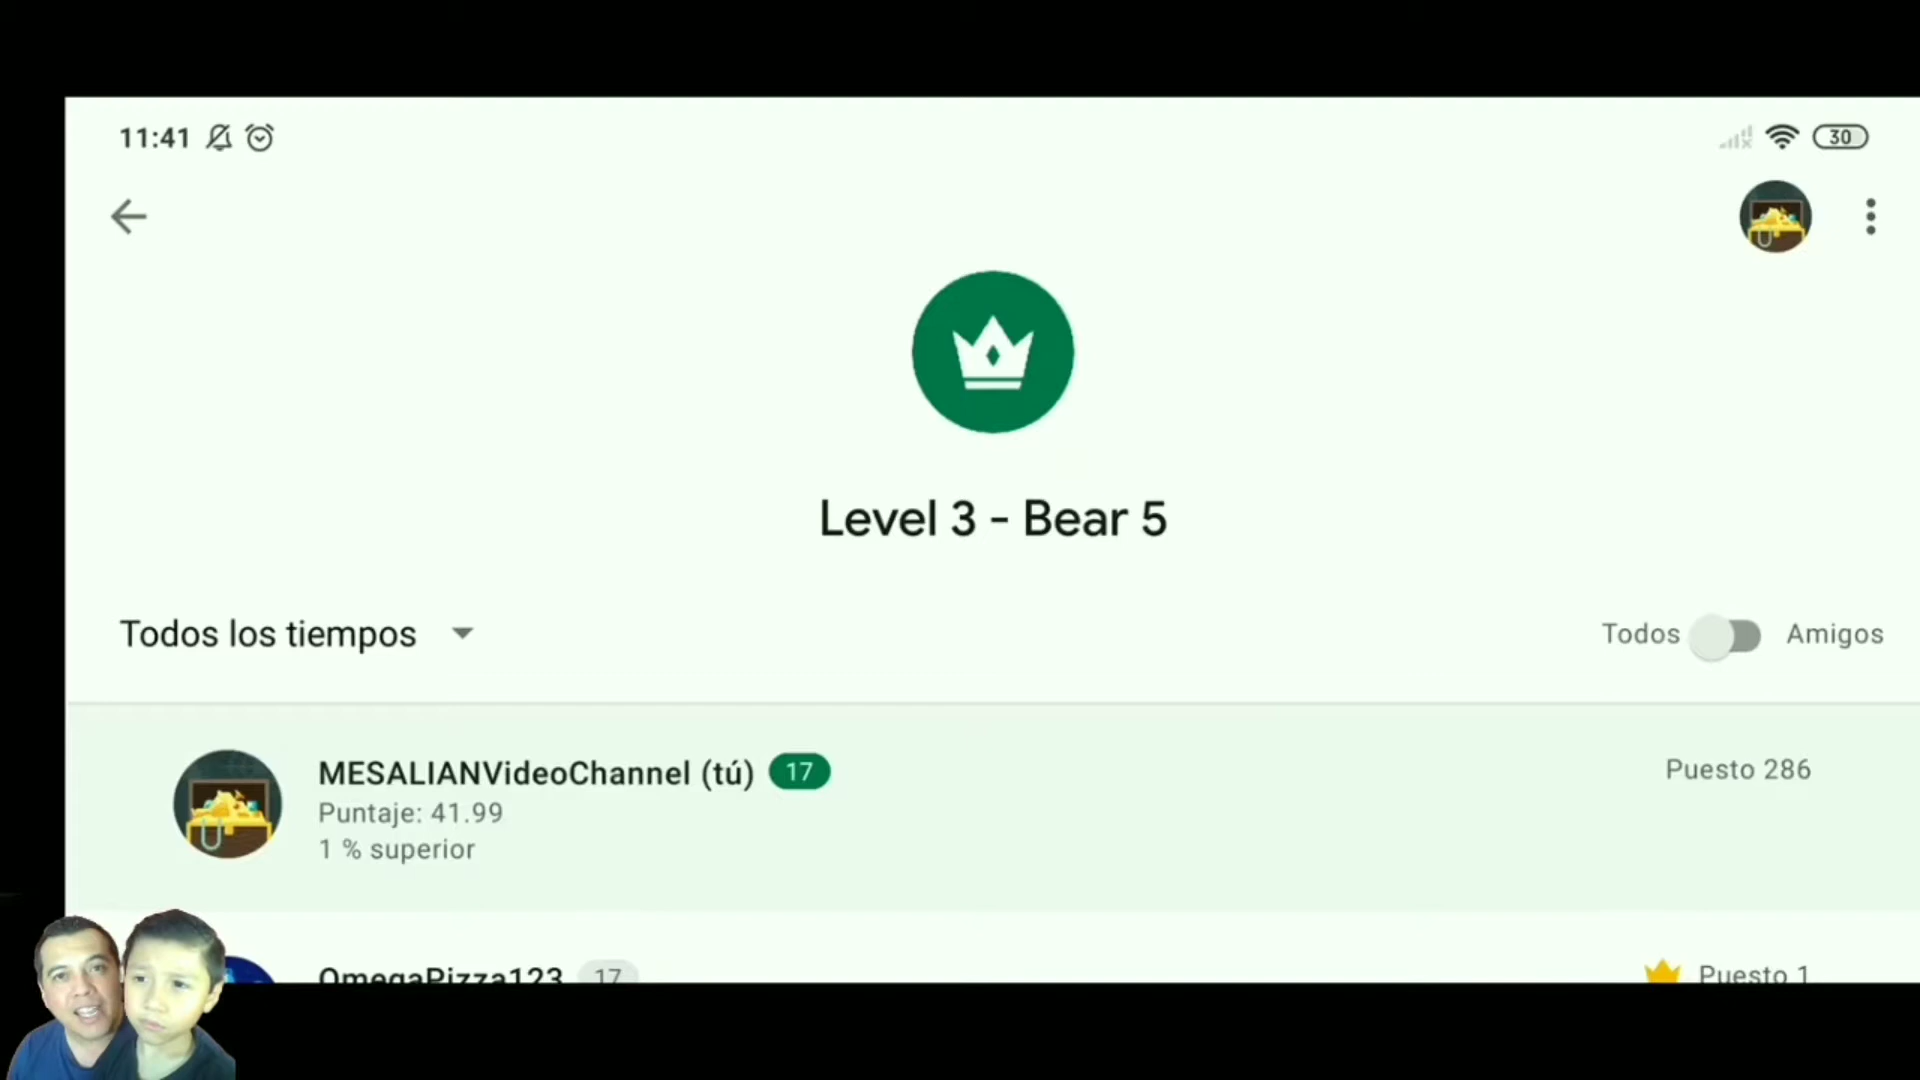 11:41
30
Level 3 - Bear 5
Todos los tiempos
Todos
Amigos
MESALIANVideoChannel (tú) 17
Puesto 286
Puntaje: 41.99
1 % superior
OmegaPizza123 17
Puesto 1